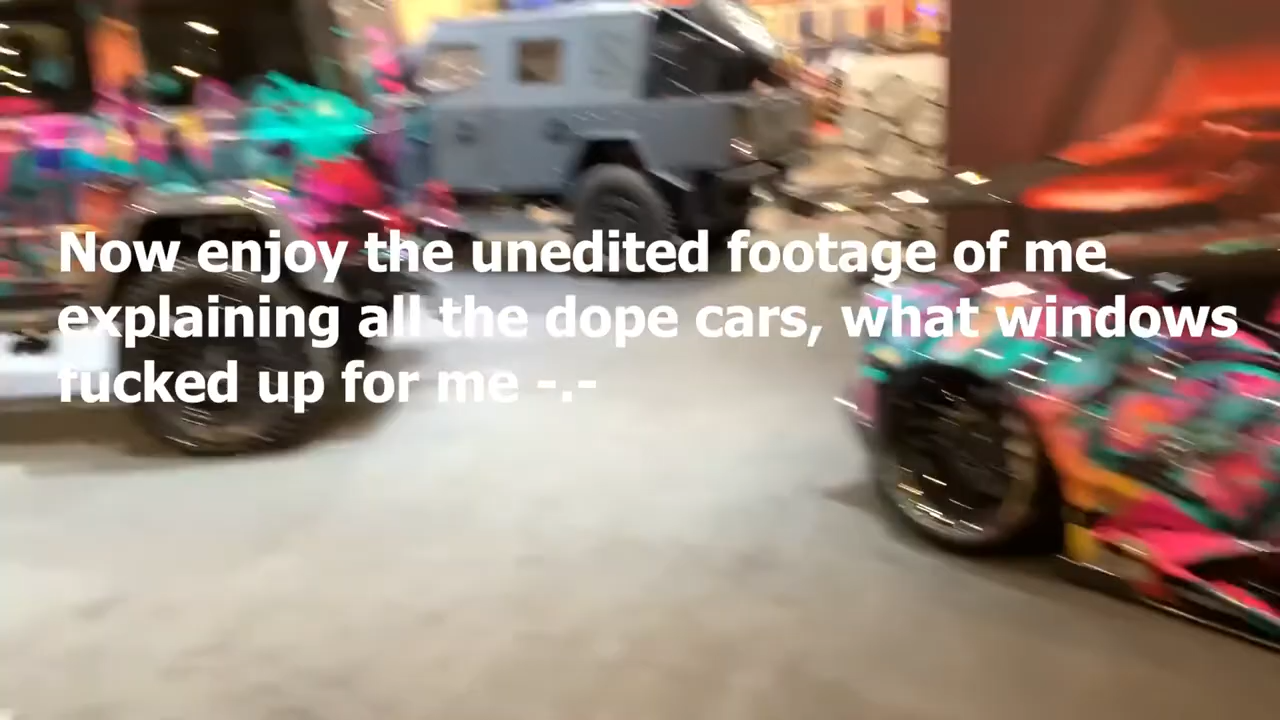 Now enjoy the unedited footage of me
explaining all the dope cars, what windows
fucked up for me -.-